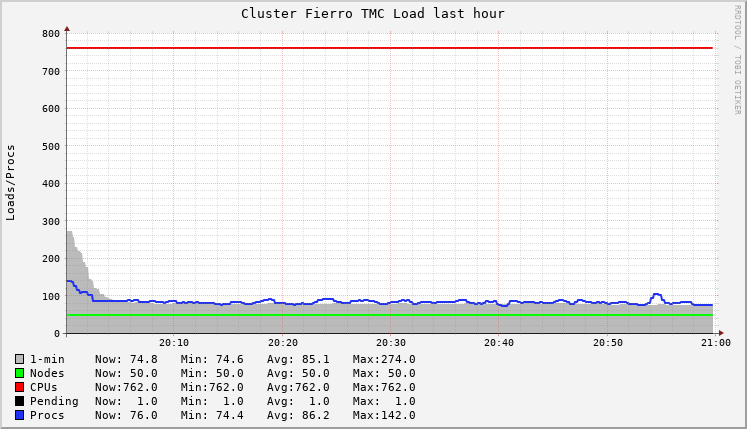 Cluster Fierro TMC Load last hour
RRDTOOL / TOBI OETIKER
Loads/Procs
800
700
600
500
400
300
200
100
0
20:10 20:20 20:30 20:40 20:50 21:00
1-min Now: 74.8 Min: 74.6 Avg: 85.1 Max:274.0
Nodes Now: 50.0 Min: 50.0 Avg: 50.0 Max: 50.0
CPUs Now:762.0 Min:762.0 Avg:762.0 Max:762.0
Pending Now: 1.0 Min: 1.0 Avg: 1.0 Max: 1.0
Procs Now: 76.0 Min: 74.4 Avg: 86.2 Max:142.0